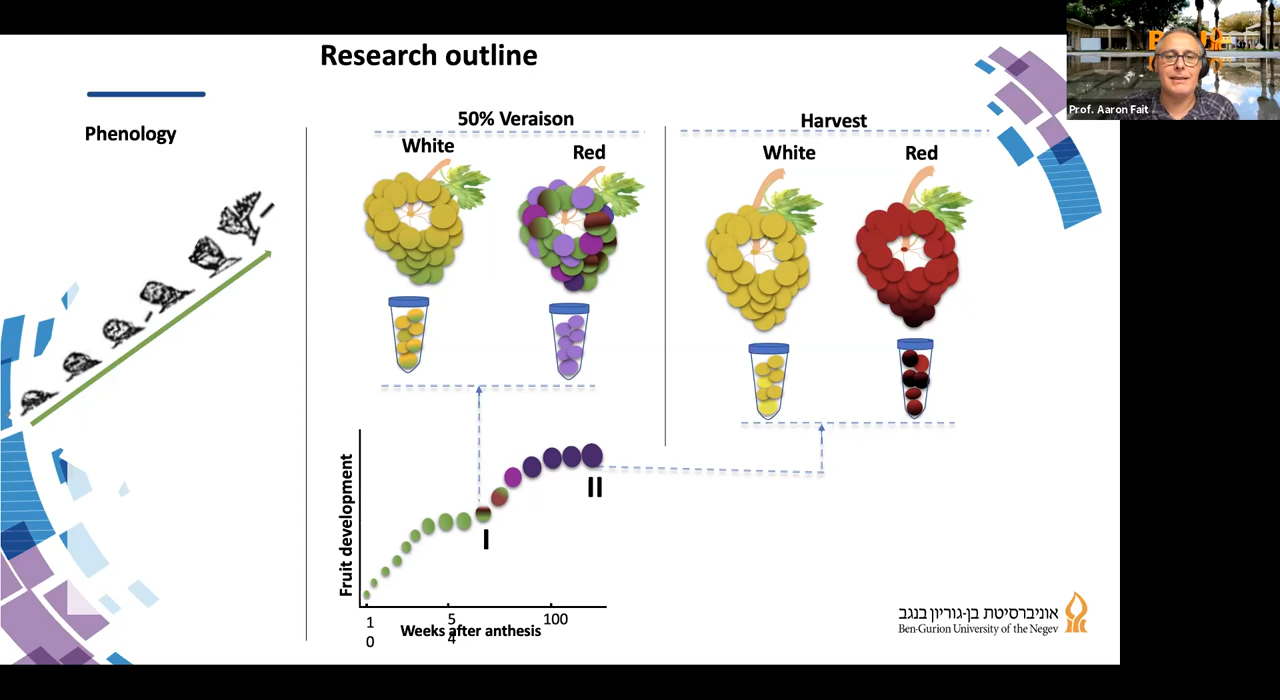 Research outline
Prof. Aaron Fait
Phenology
50% Veraison
White
Red
Harvest
White
Red
Fruit development
I
II
1
0
5
4
100
Weeks after anthesis
אוניברסיטת בן-גוריון בנגב
Ben-Gurion University of the Negev